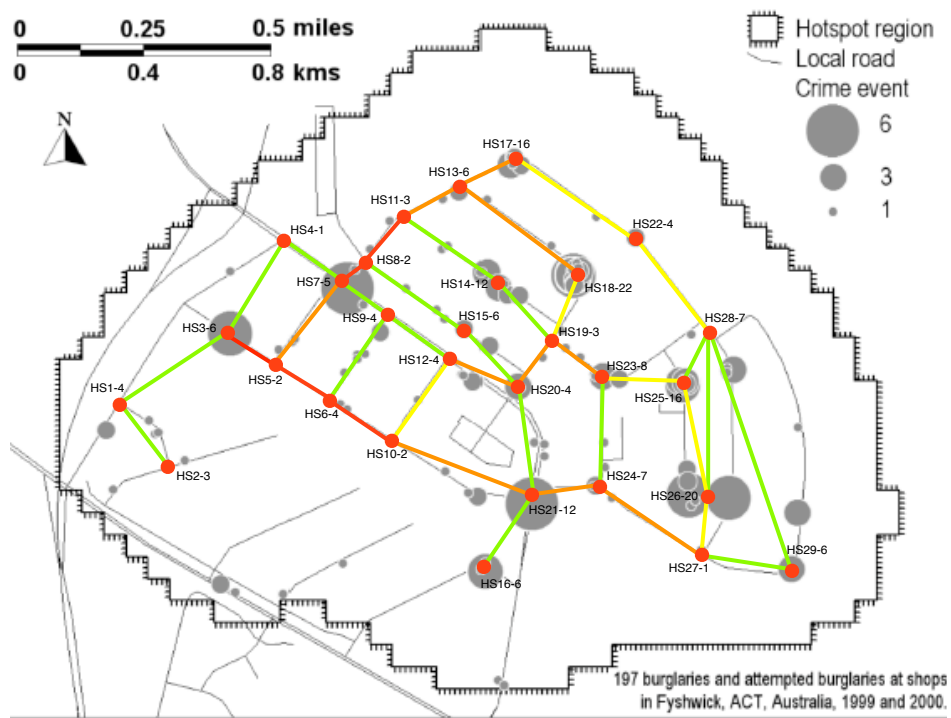 0 0.25 0.5 miles
0 0.4 0.8 kms
N
Hotspot region
Local road
Crime event
6
3
1
HS17-16
HS13-6
HS11-3
HS22-4
HS4-1
HS8-2
HS7-5
HS14-12
HS18-22
HS9-4
HS15-6
HS3-6
HS19-3
HS28-7
HS12-4
HS5-2
HS23-8
HS20-4
HS25-16
HS1-4
HS6-4
HS10-2
HS2-3
HS24-7
HS26-20
HS21-12
HS27-1
HS29-6
HS16-6
197 burglaries and attempted burglaries at shops
in Fyshwick, ACT, Australia, 1999 and 2000.